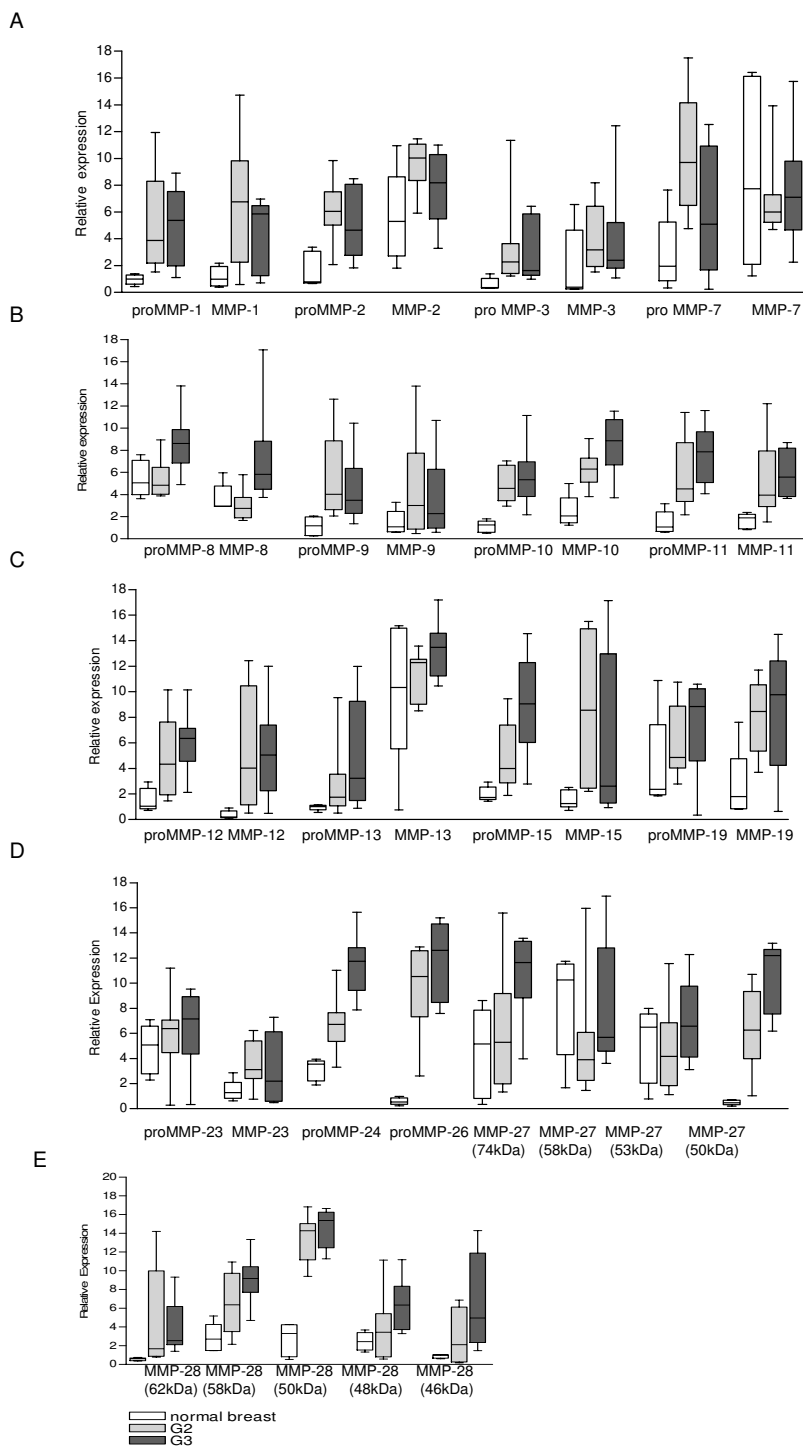 A
18
16
14
12
10
8
6
4
2
0
Relative expression
proMMP-1 MMP-1 proMMP-2 MMP-2 pro MMP-3 MMP-3 pro MMP-7 MMP-7
B
18
16
14
12
10
8
6
4
2
0
Relative expression
proMMP-8 MMP-8 proMMP-9 MMP-9 proMMP-10 MMP-10 proMMP-11 MMP-11
C
18
16
14
12
10
8
6
4
2
0
Relative expression
proMMP-12 MMP-12 proMMP-13 MMP-13 proMMP-15 MMP-15 proMMP-19 MMP-19
D
18
16
14
12
10
8
6
4
2
0
Relative Expression
proMMP-23 MMP-23 proMMP-24 proMMP-26 MMP-27 MMP-27 MMP-27 MMP-27
(74kDa) (58kDa) (53kDa) (50kDa)
E
20
18
16
14
12
10
8
6
4
2
0
Relative Expression
MMP-28 MMP-28 MMP-28 MMP-28 MMP-28
(62kDa) (58kDa) (50kDa) (48kDa) (46kDa)
normal breast
G2
G3